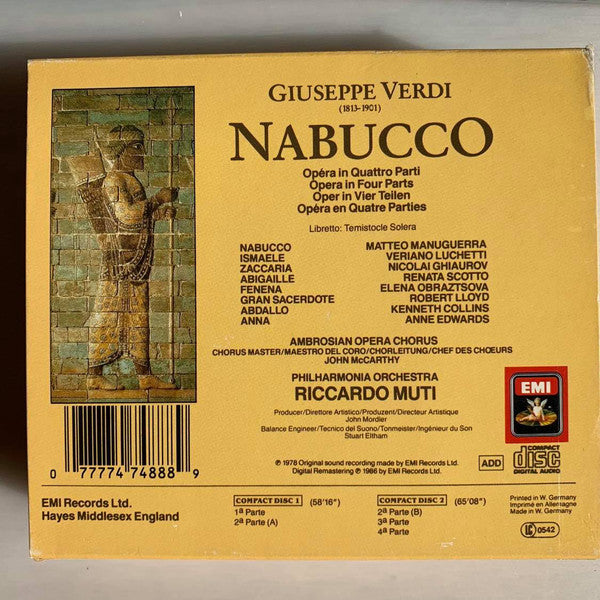 GIUSEPPE VERDI
(1813-1901)
NABUCCO
Opéra in Quattro Parti
Opera in Four Parts
Oper in Vier Teilen
Opéra en Quatre Parties
Libretto: Temistocle Solera
NABUCCO MATTEO MANUGUERRA
ISMAELE VERIANO LUCHETTI
ZACCARIA NICOLAI GHIAUROV
ABIGAILLE RENATA SCOTTO
FENENA ELENA OBRAZTSOVA
GRAN SACERDOTE ROBERT LLOYD
ABDALLO KENNETH COLLINS
ANNA ANNE EDWARDS
AMBROSIAN OPERA CHORUS
CHORUS MASTER/MAESTRO DEL CORO/CHORLEITUNG/CHEF DES CHŒURS
JOHN McCARTHY
PHILHARMONIA ORCHESTRA
RICCARDO MUTI
Producer/Direttore Artistico/Produzent/Directeur Artistique
John Mordler
Balance Engineer/Tecnico del Suono/Tonmeister/Ingénieur du Son
Stuart Eltham
EMI
COMPACT
disc
DIGITAL AUDIO
℗ 1978 Original sound recording made by EMI Records Ltd.
Digital Remastering ℗ 1986 by EMI Records Ltd.
ADD
0 77774 74888 9
EMI Records Ltd.
Hayes Middlesex England
COMPACT DISC 1 (58'16")
1ª Parte
2ª Parte (A)
COMPACT DISC 2 (65'08")
2ª Parte (B)
3ª Parte
4ª Parte
Printed in W. Germany
Imprimé en Allemagne
Made in W. Germany
LC 0542